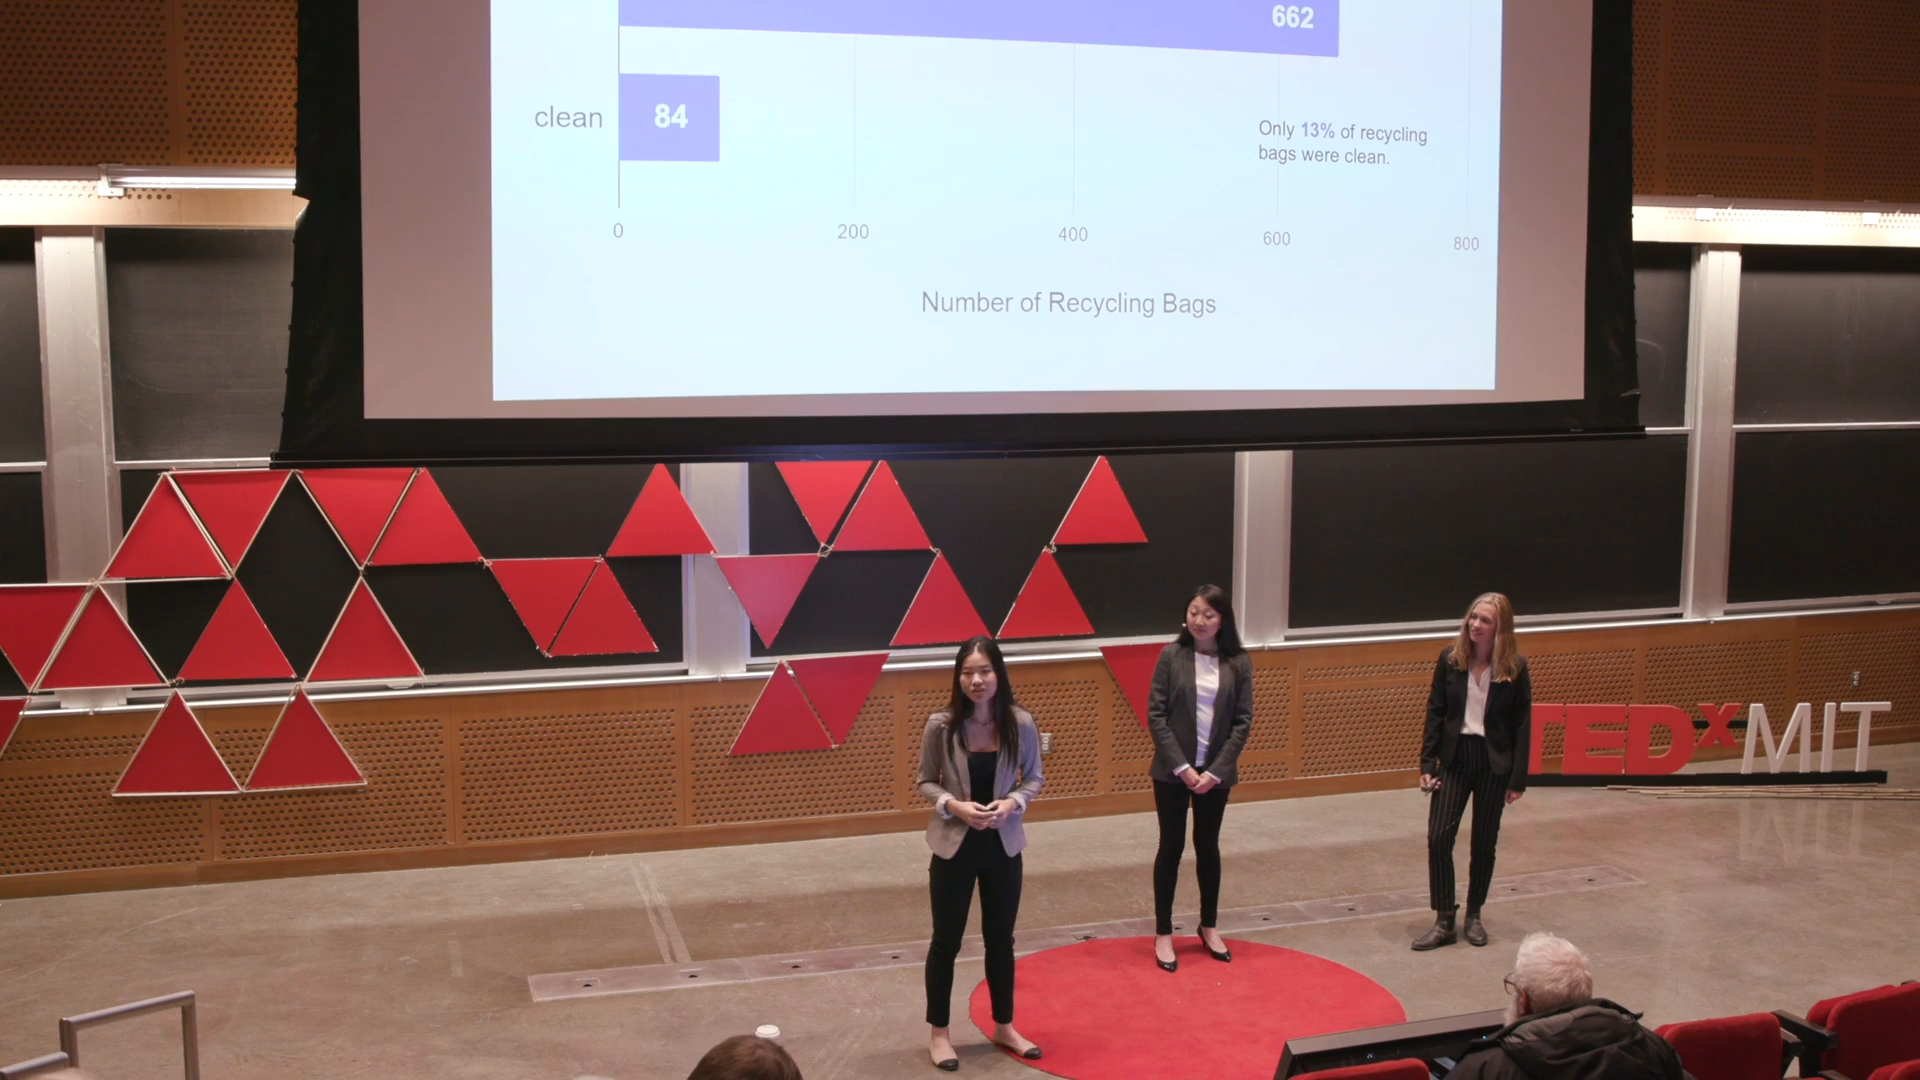 662
clean
84
Only 13% of recycling
bags were clean.
0 200 400 600 800
Number of Recycling Bags
TEDxMIT